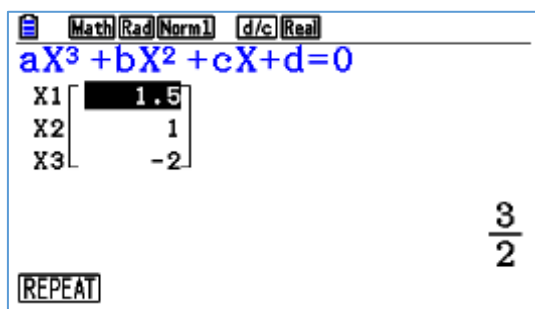 Math Rad Norm1 d/c Real
aX³+bX²+cX+d=0
X1 1.5
X2 1
X3 -2
3/2
REPEAT